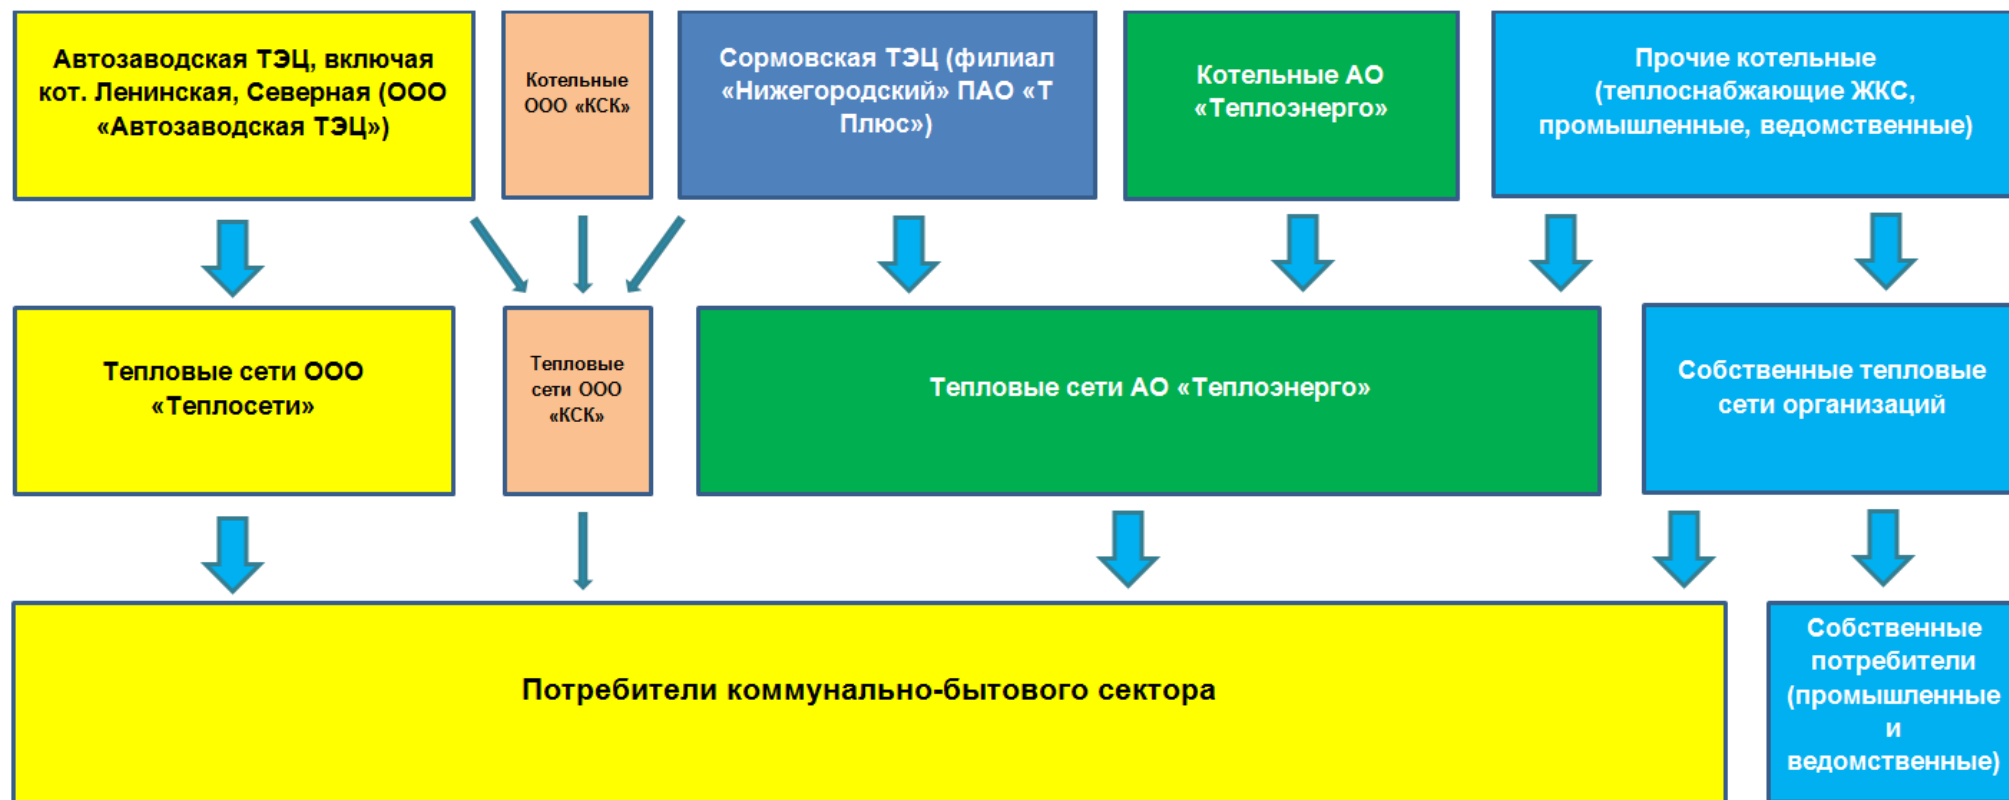 Автозаводская ТЭЦ, включая
кот. Ленинская, Северная (ООО
«Автозаводская ТЭЦ»)
Котельные
ООО «КСК»
Сормовская ТЭЦ (филиал
«Нижегородский» ПАО «Т
Плюс»)
Котельные АО
«Теплоэнерго»
Прочие котельные
(теплоснабжающие ЖКС,
промышленные, ведомственные)
Тепловые сети ООО
«Теплосети»
Тепловые
сети ООО
«КСК»
Тепловые сети АО «Теплоэнерго»
Собственные тепловые
сети организаций
Потребители коммунально-бытового сектора
Собственные
потребители
(промышленные
и
ведомственные)